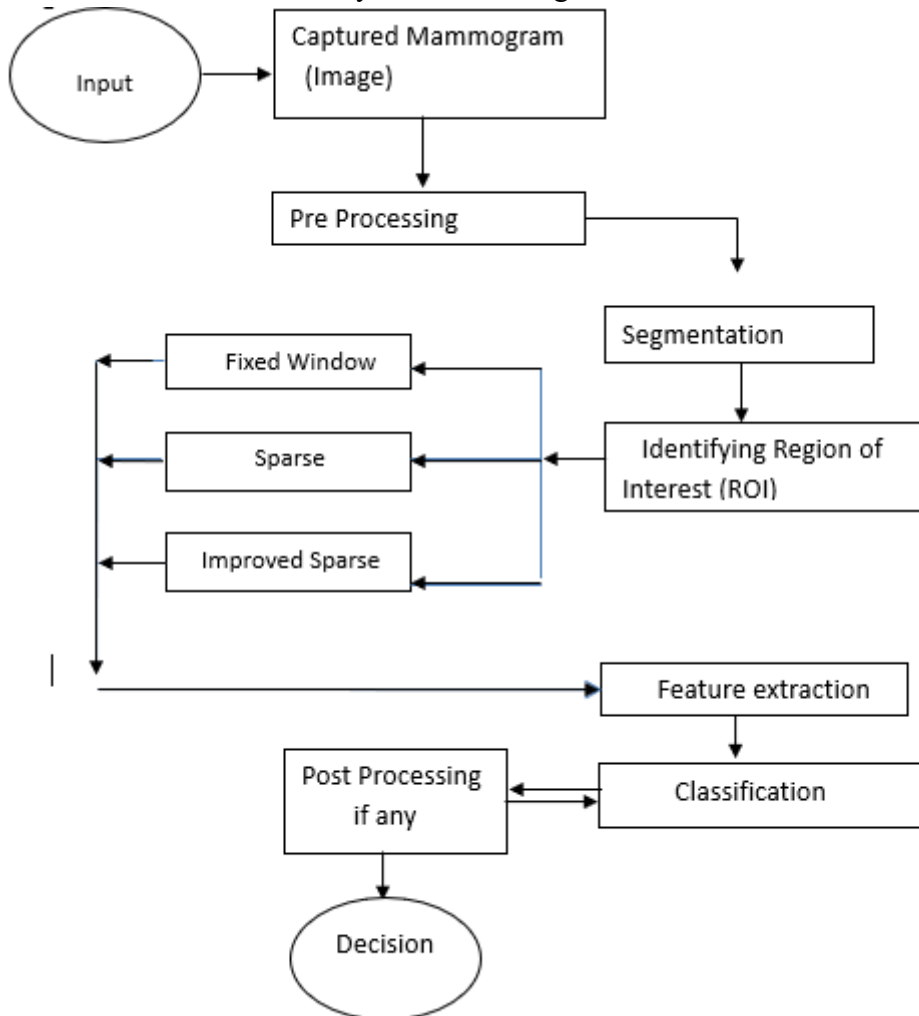 Input
Captured Mammogram
(Image)
Pre Processing
Segmentation
Identifying Region of
Interest (ROI)
Fixed Window
Sparse
Improved Sparse
Feature extraction
Classification
Post Processing
if any
Decision